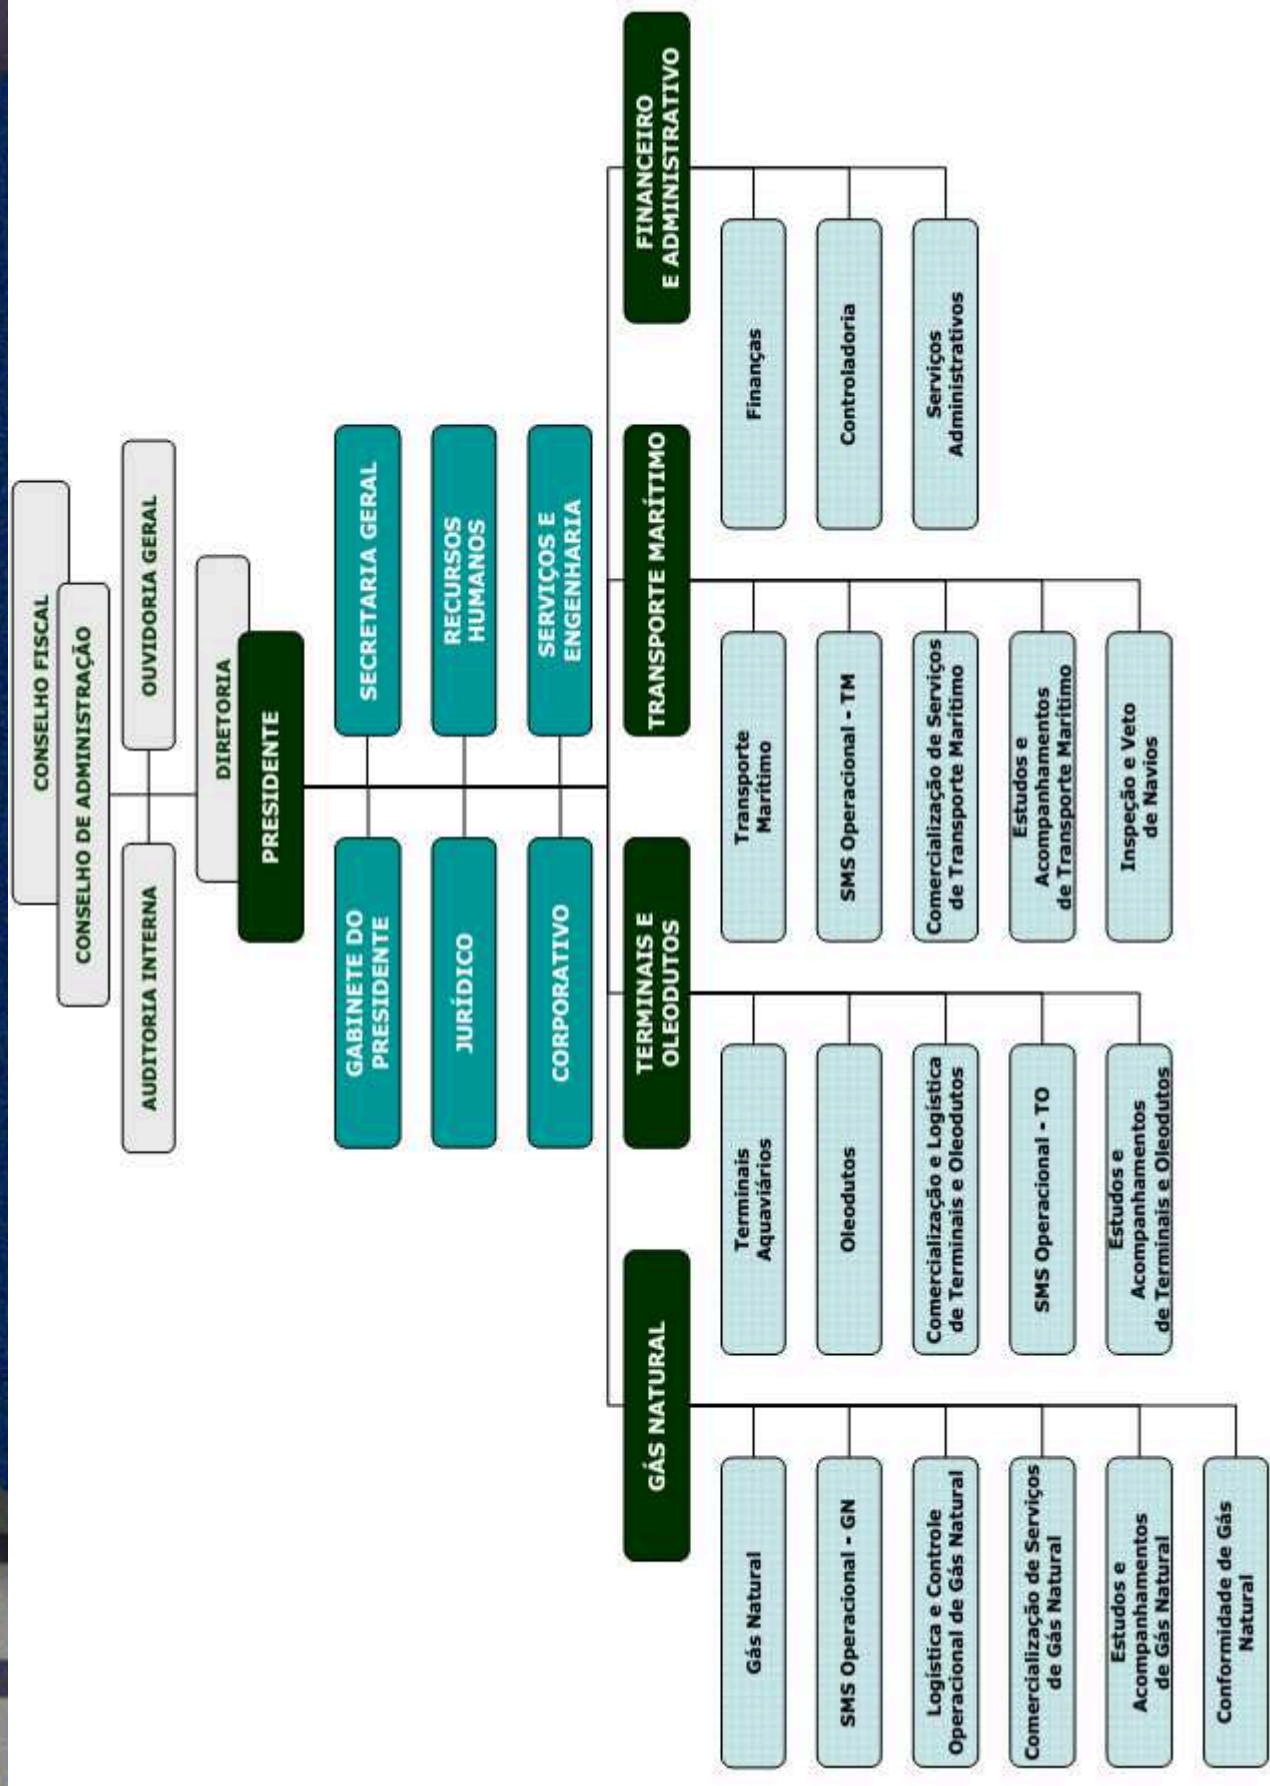 CONSELHO FISCAL
CONSELHO DE ADMINISTRAÇÃO
AUDITORIA INTERNA
OUVIDORIA GERAL
DIRETORIA
PRESIDENTE
GABINETE DO
PRESIDENTE
SECRETARIA GERAL
JURÍDICO
RECURSOS
HUMANOS
CORPORATIVO
SERVIÇOS E
ENGENHARIA
GÁS NATURAL
TERMINAIS E
OLEODUTOS
TRANSPORTE MARÍTIMO
FINANCEIRO
E ADMINISTRATIVO
Gás Natural
SMS Operacional - GN
Logística e Controle
Operacional de Gás Natural
Comercialização de Serviços
de Gás Natural
Estudos e
Acompanhamentos
de Gás Natural
Conformidade de Gás
Natural
Terminais
Aquaviários
Oleodutos
Comercialização e Logística
de Terminais e Oleodutos
SMS Operacional - TO
Estudos e
Acompanhamentos
de Terminais e Oleodutos
Transporte
Marítimo
SMS Operacional - TM
Comercialização de Serviços
de Transporte Marítimo
Estudos e
Acompanhamentos
de Transporte Marítimo
Inspeção e Veto
de Navios
Finanças
Controladoria
Serviços
Administrativos